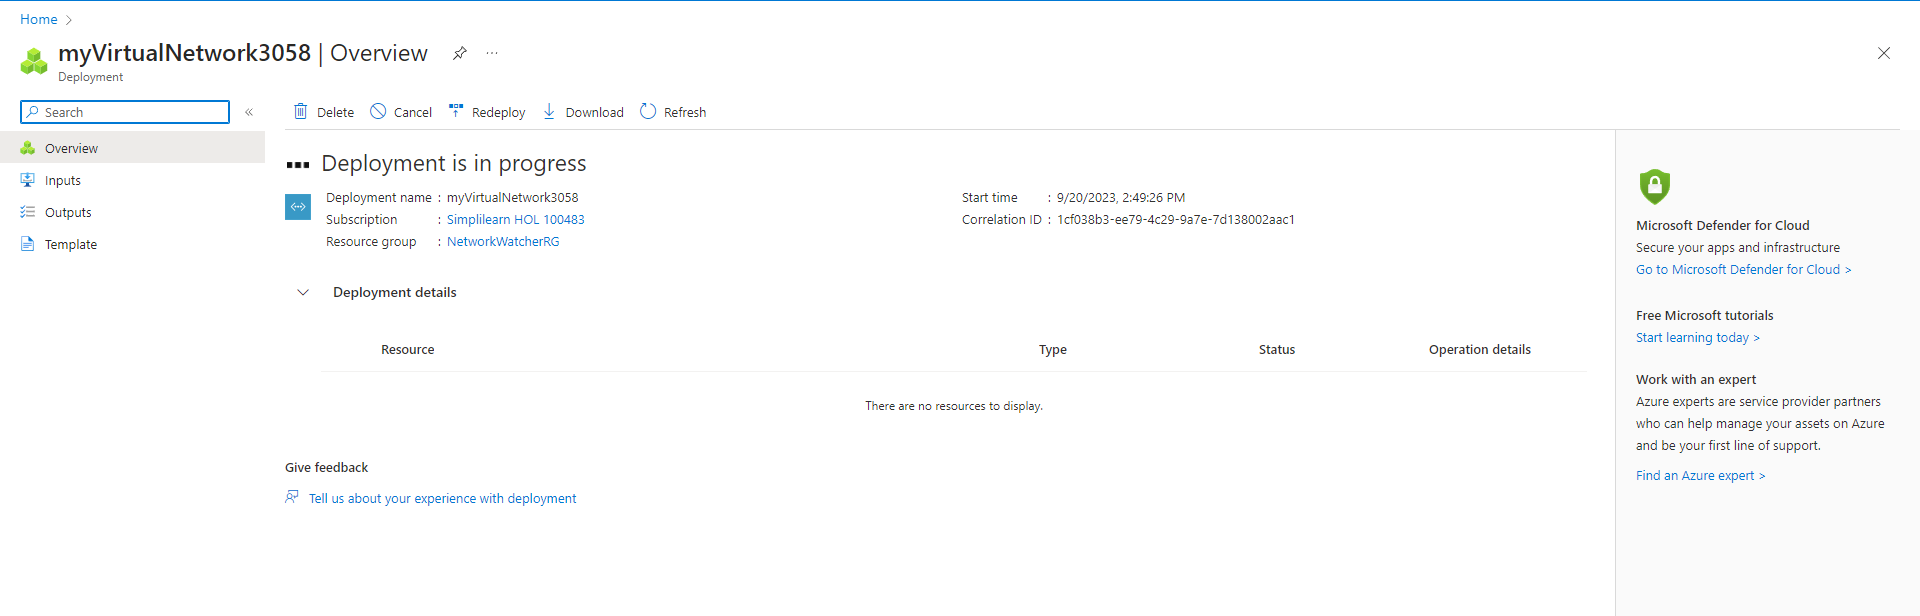 Home
myVirtualNetwork3058 | Overview
Deployment
Search
Overview
Inputs
Outputs
Template
Delete Cancel Redeploy Download Refresh
Deployment is in progress
Deployment name : myVirtualNetwork3058
Subscription : Simplilearn HOL 100483
Resource group : NetworkWatcherRG
Start time : 9/20/2023, 2:49:26 PM
Correlation ID : 1cf038b3-ee79-4c29-9a7e-7d138002aac1
Deployment details
Resource Type Status Operation details
There are no resources to display.
Give feedback
Tell us about your experience with deployment
Microsoft Defender for Cloud
Secure your apps and infrastructure
Go to Microsoft Defender for Cloud >
Free Microsoft tutorials
Start learning today >
Work with an expert
Azure experts are service provider partners
who can help manage your assets on Azure
and be your first line of support.
Find an Azure expert >